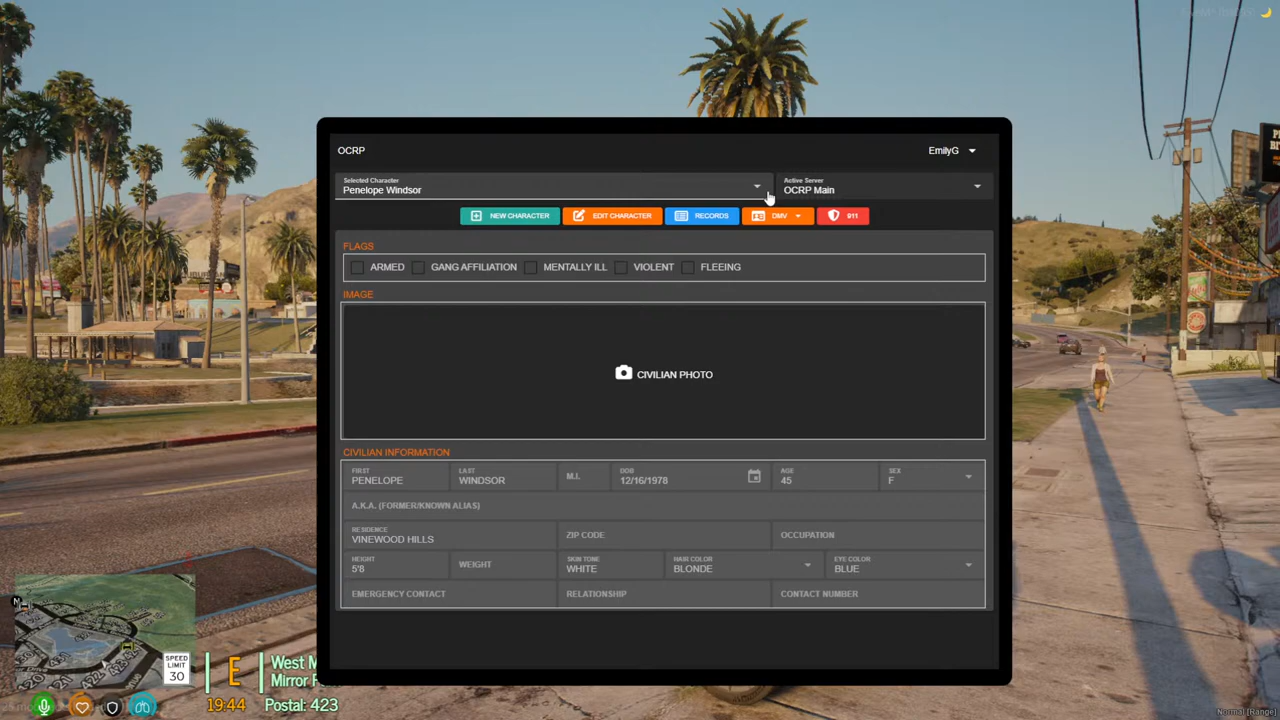 OCRP
EmilyG
Selected Character
Penelope Windsor
Active Server
OCRP Main
NEW CHARACTER
EDIT CHARACTER
RECORDS
DMV
911
FLAGS
ARMED
GANG AFFILIATION
MENTALLY ILL
VIOLENT
FLEEING
IMAGE
CIVILIAN PHOTO
CIVILIAN INFORMATION
FIRST
PENELOPE
LAST
WINDSOR
M.I.
DOB
12/16/1978
AGE
45
SEX
F
A.K.A. (FORMER/KNOWN ALIAS)
RESIDENCE
VINEWOOD HILLS
ZIP CODE
OCCUPATION
HEIGHT
5'8
WEIGHT
SKIN TONE
WHITE
HAIR COLOR
BLONDE
EYE COLOR
BLUE
EMERGENCY CONTACT
RELATIONSHIP
CONTACT NUMBER
SPEED
LIMIT
30
E
West M
Mirror P
19:44
Postal: 423
Normal [Range]